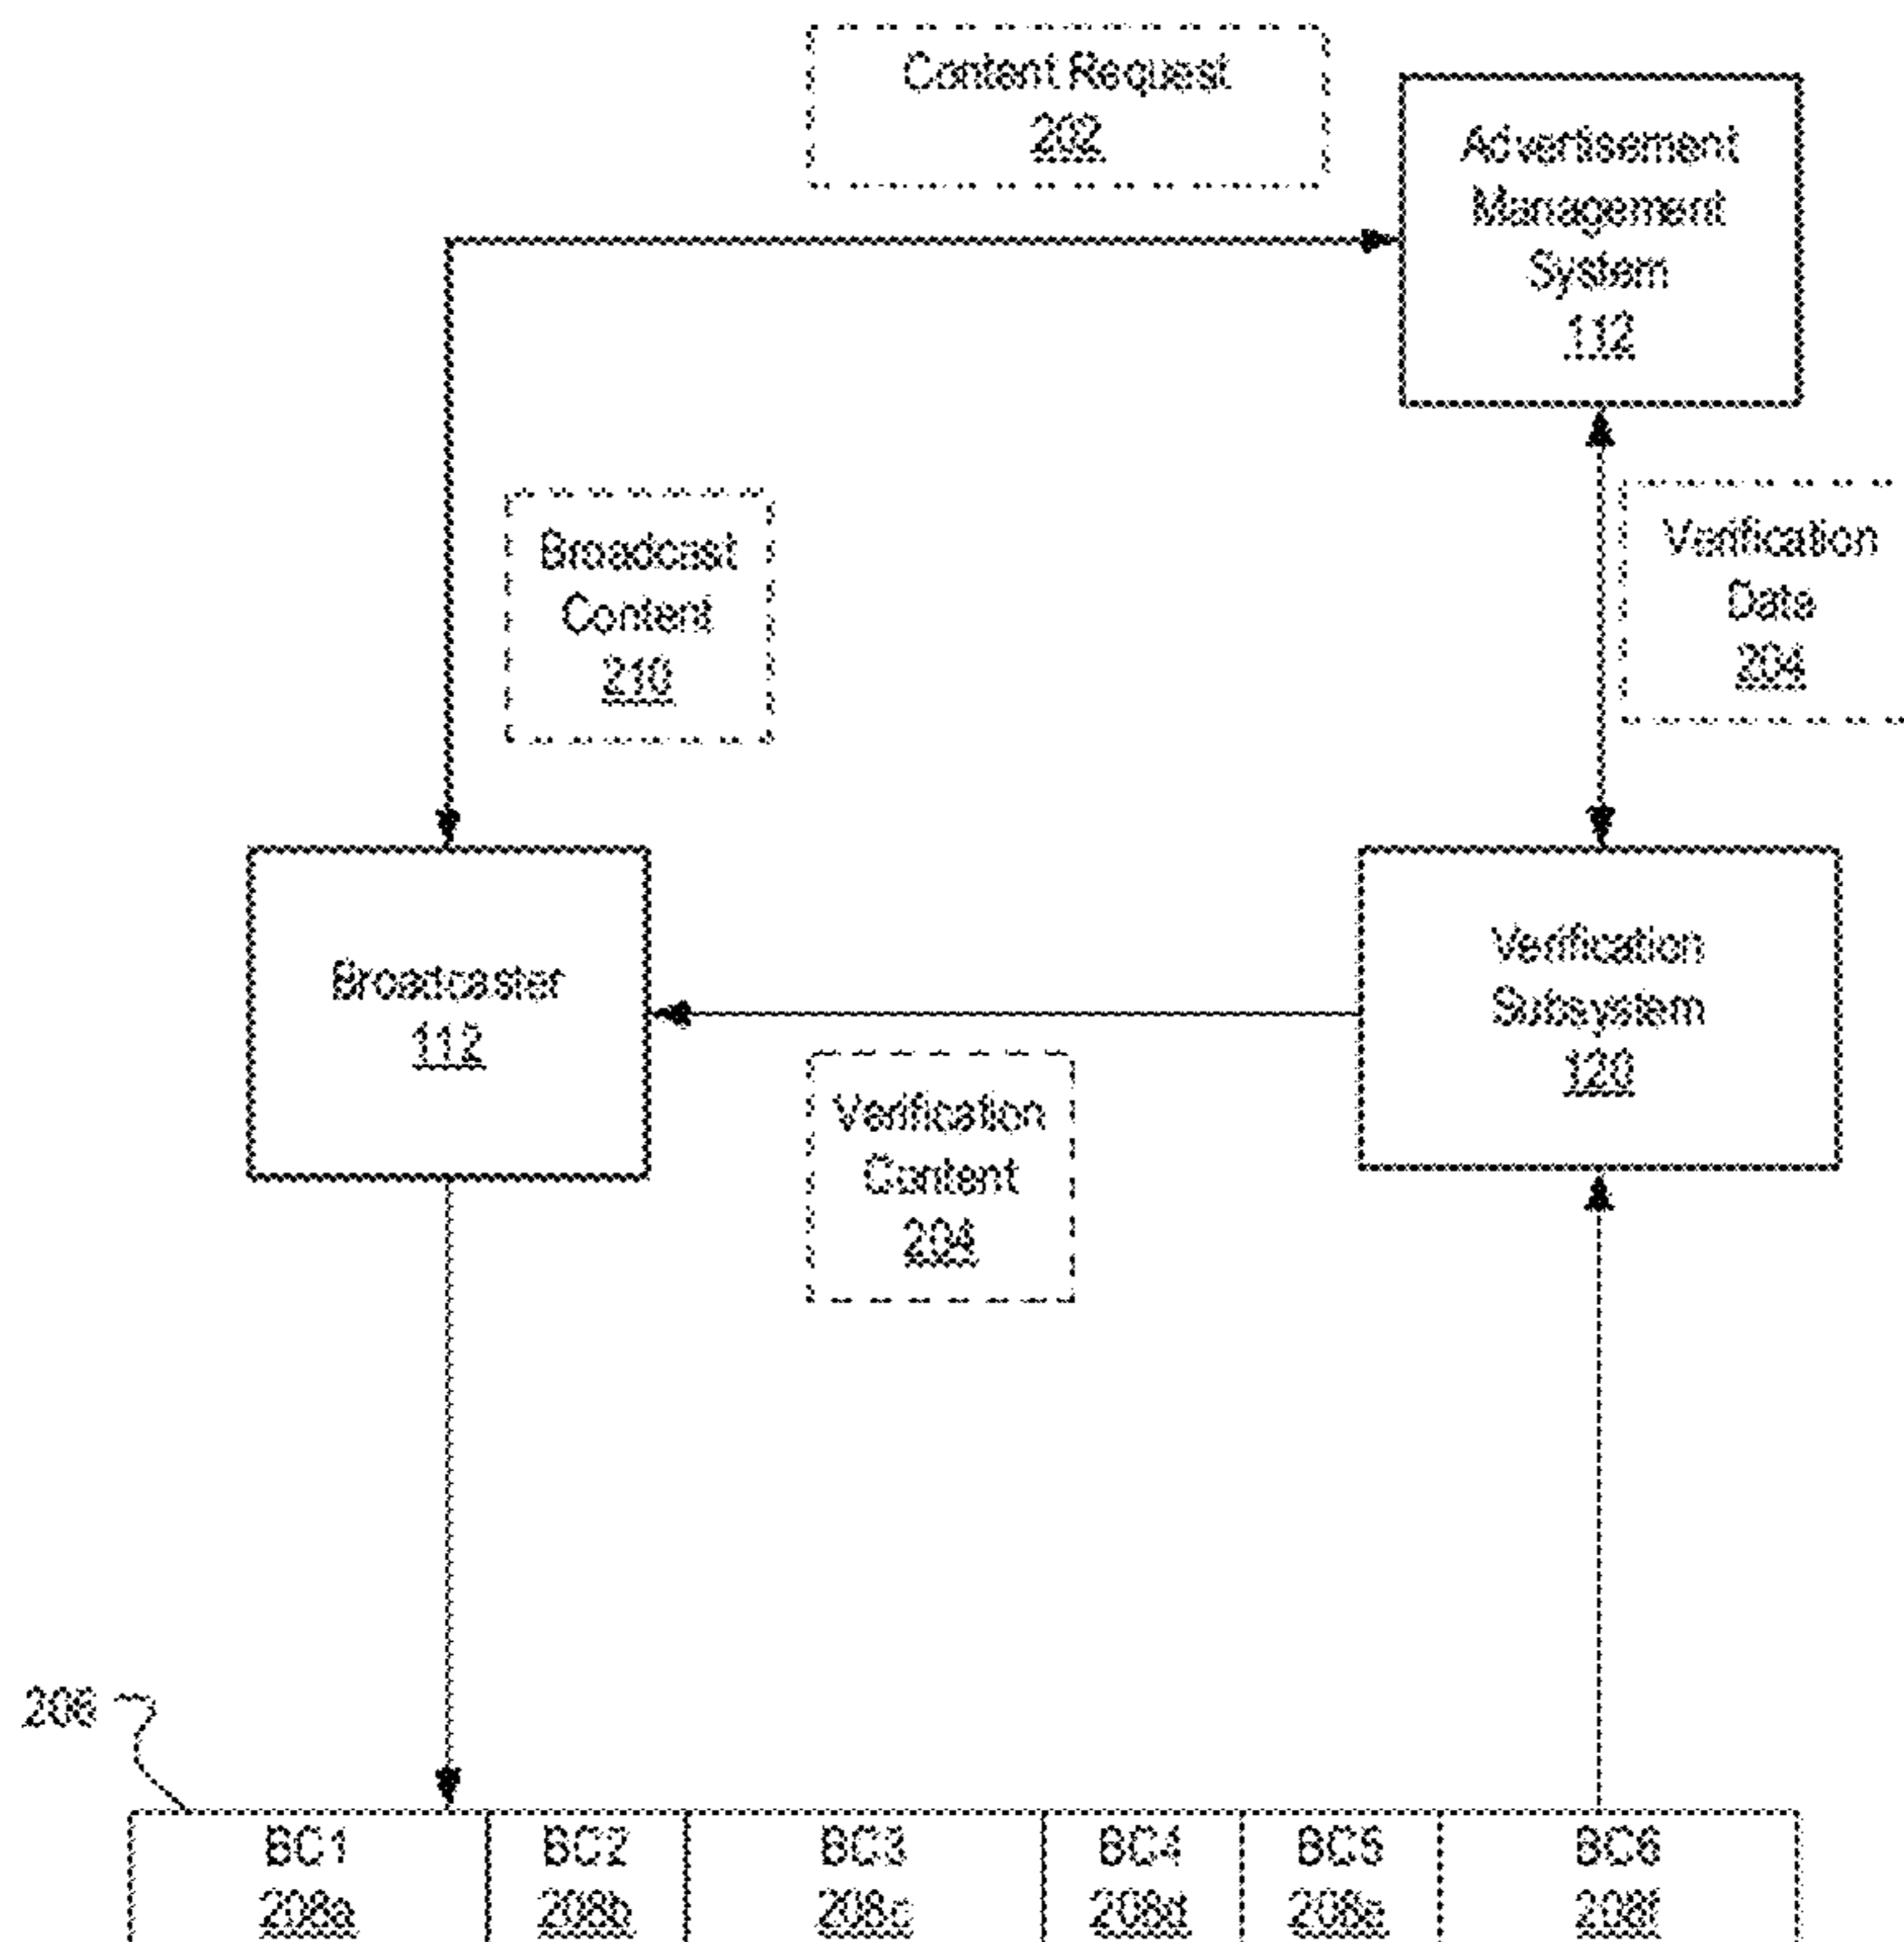 Content Request
202
Advertisement
Management
System
112
Broadcast
Content
210
Verification
Data
204
Broadcaster
112
Verification
Subsystem
120
Verification
Content
204
206
BC1
208a
BC2
208b
BC3
208c
BC4
208d
BC5
208e
BC6
208f